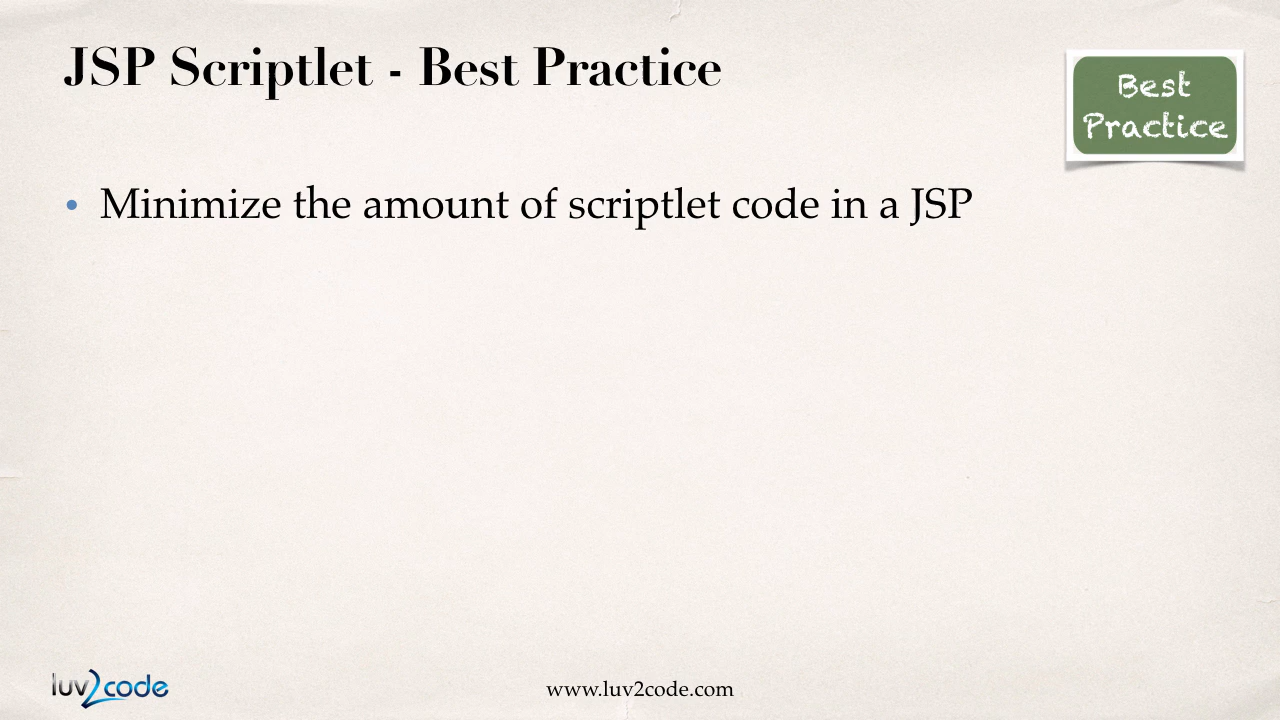 JSP Scriptlet - Best Practice
Best
Practice
• Minimize the amount of scriptlet code in a JSP
luv2code
www.luv2code.com